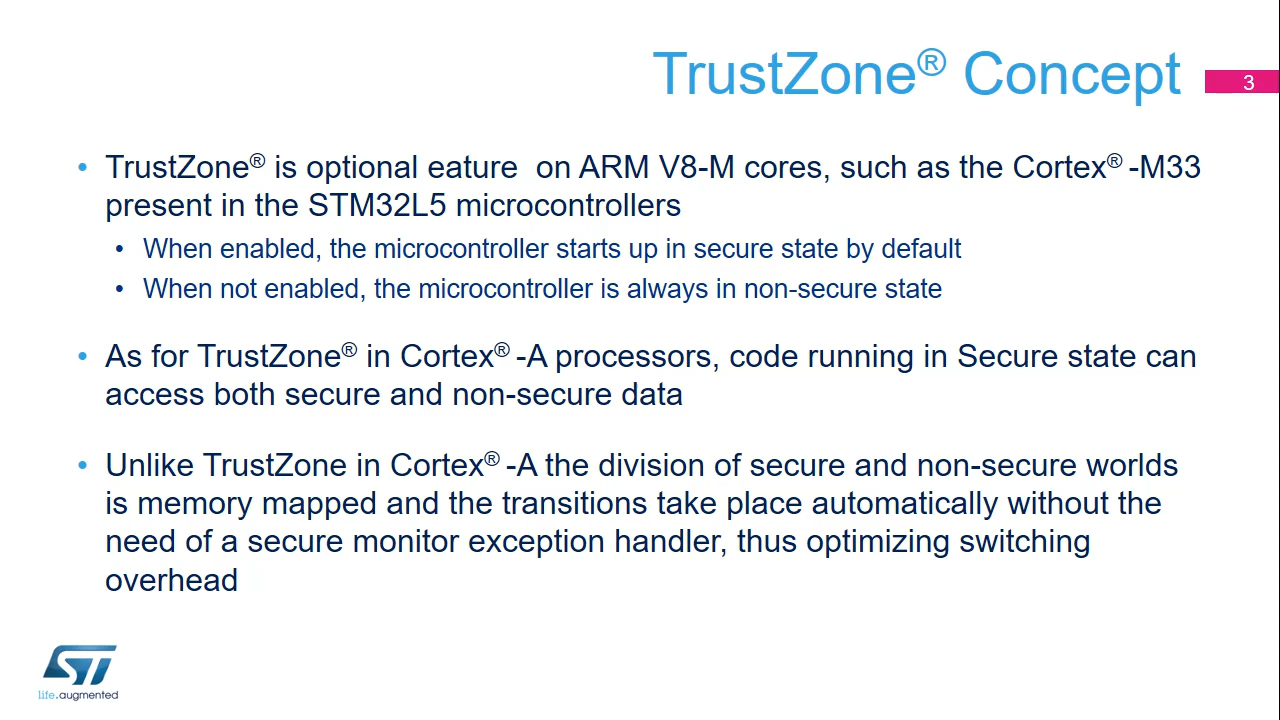 TrustZone® Concept
3
• TrustZone® is optional eature  on ARM V8-M cores, such as the Cortex® -M33
present in the STM32L5 microcontrollers
• When enabled, the microcontroller starts up in secure state by default
• When not enabled, the microcontroller is always in non-secure state
• As for TrustZone® in Cortex® -A processors, code running in Secure state can
access both secure and non-secure data
• Unlike TrustZone in Cortex® -A the division of secure and non-secure worlds
is memory mapped and the transitions take place automatically without the
need of a secure monitor exception handler, thus optimizing switching
overhead
ST
life.augmented